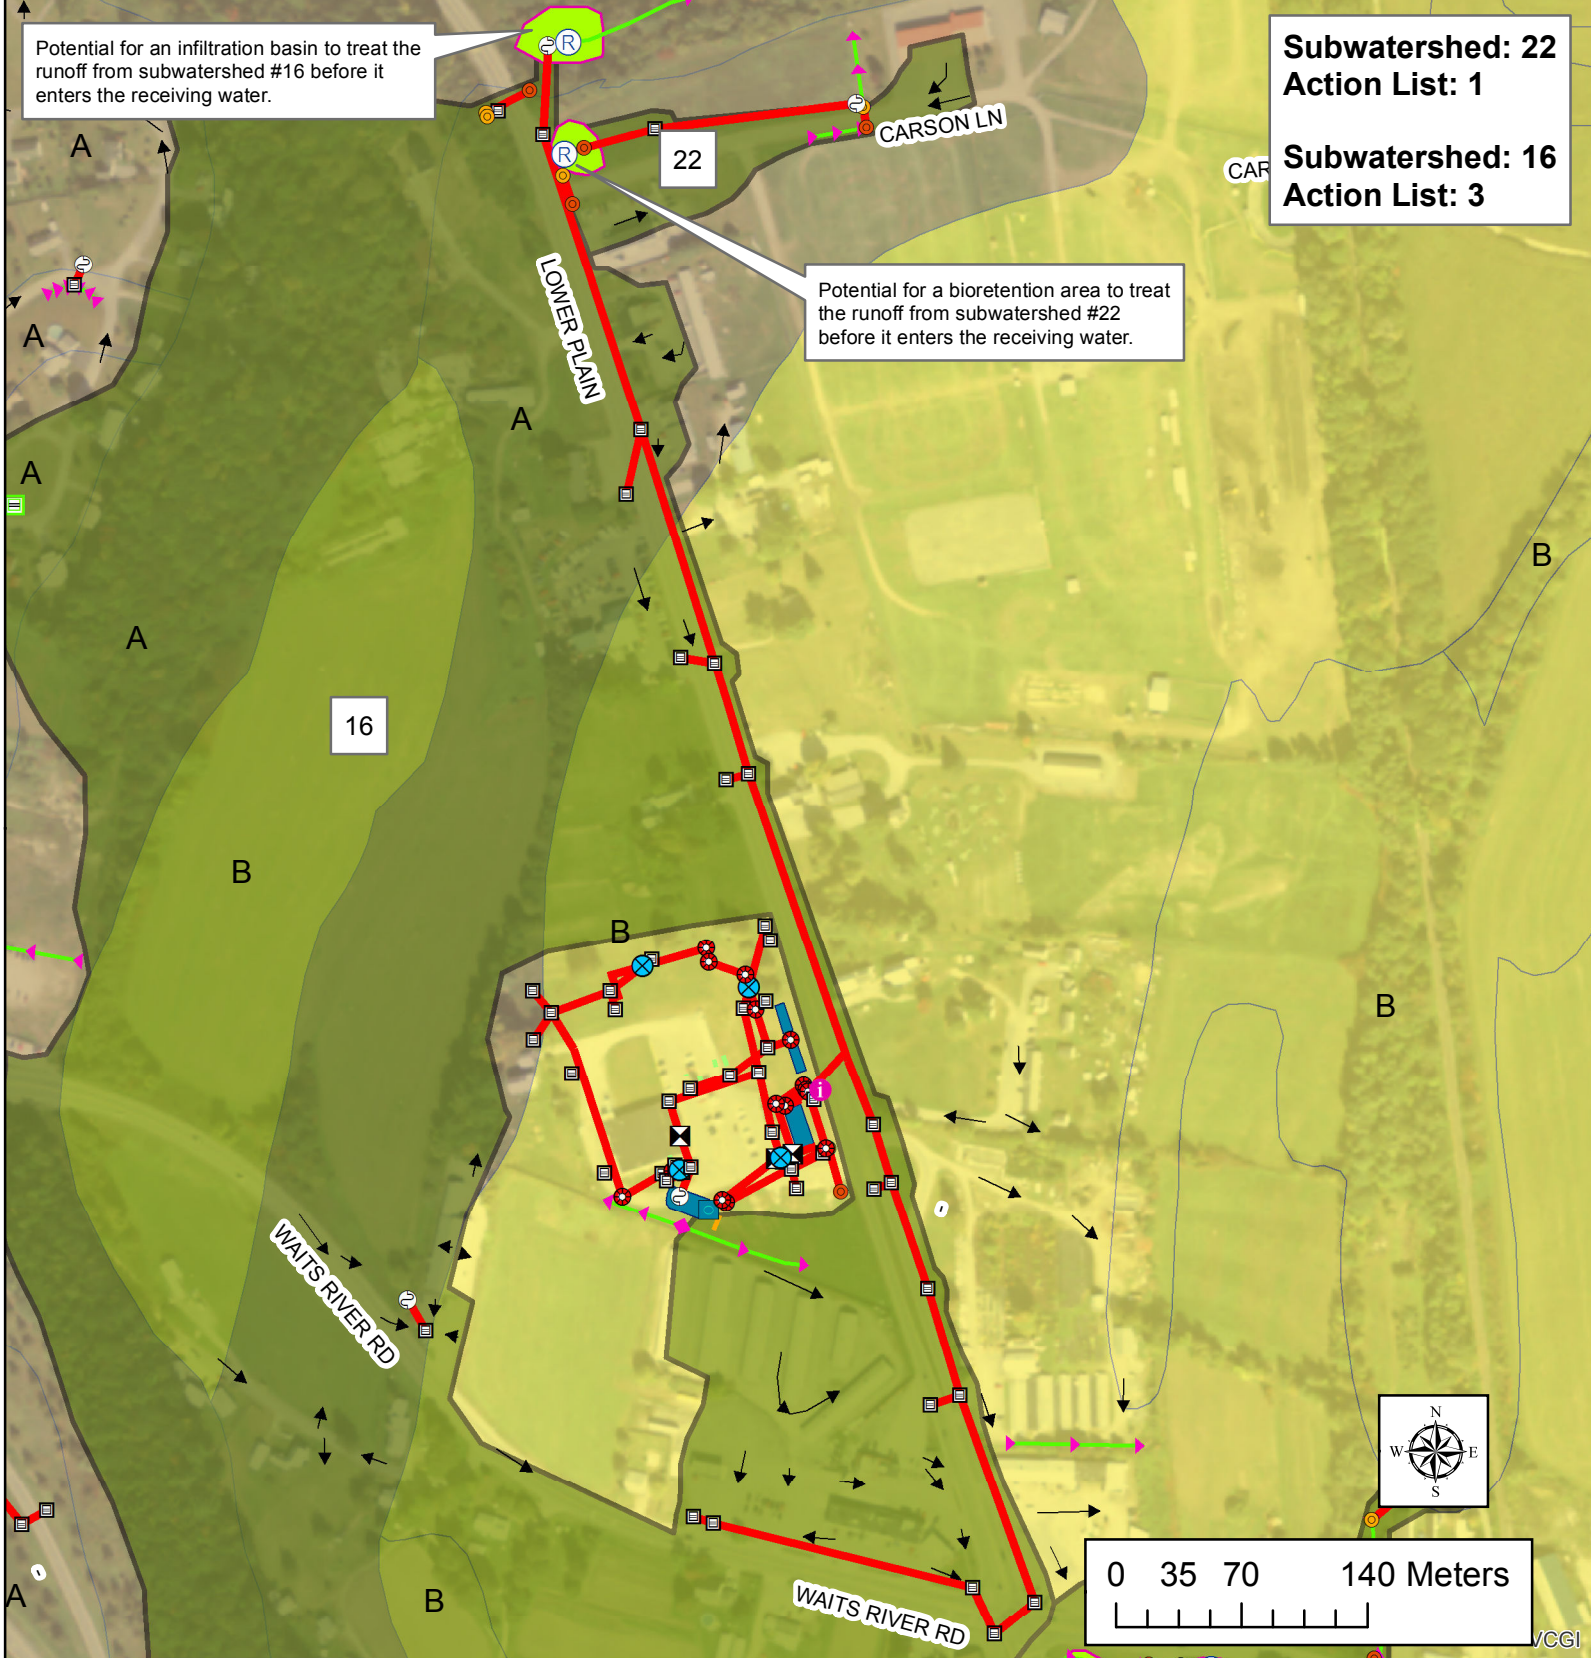 Potential for an infiltration basin to treat the
runoff from subwatershed #16 before it
enters the receiving water.
Subwatershed: 22
Action List: 1
Subwatershed: 16
Action List: 3
R
R
22
CARSON LN
CAR
A
A
LOWER PLAIN
Potential for a bioretention area to treat
the runoff from subwatershed #22
before it enters the receiving water.
A
A
B
A
16
B
B
B
i
WAITS RIVER RD
N
W
E
S
0 35 70 140 Meters
A
B
WAITS RIVER RD
VCGI